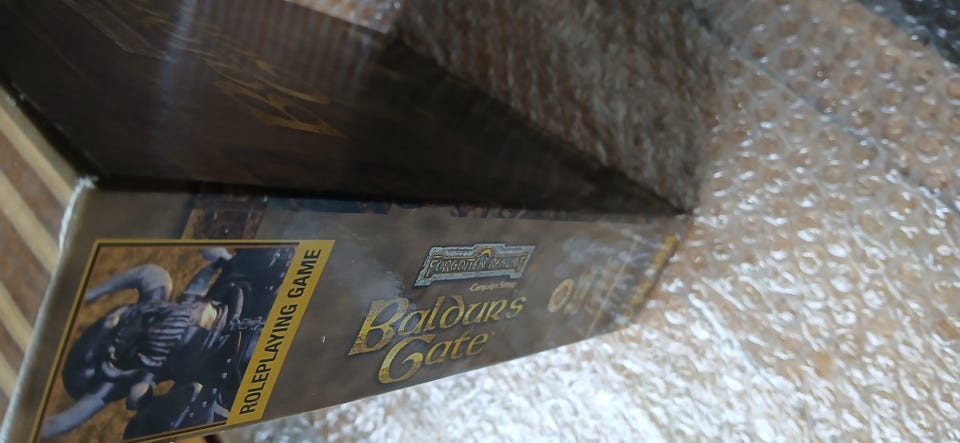 FORGOTTEN REALMS
Campaign Setting
Baldur's
Gate
ROLEPLAYING GAME